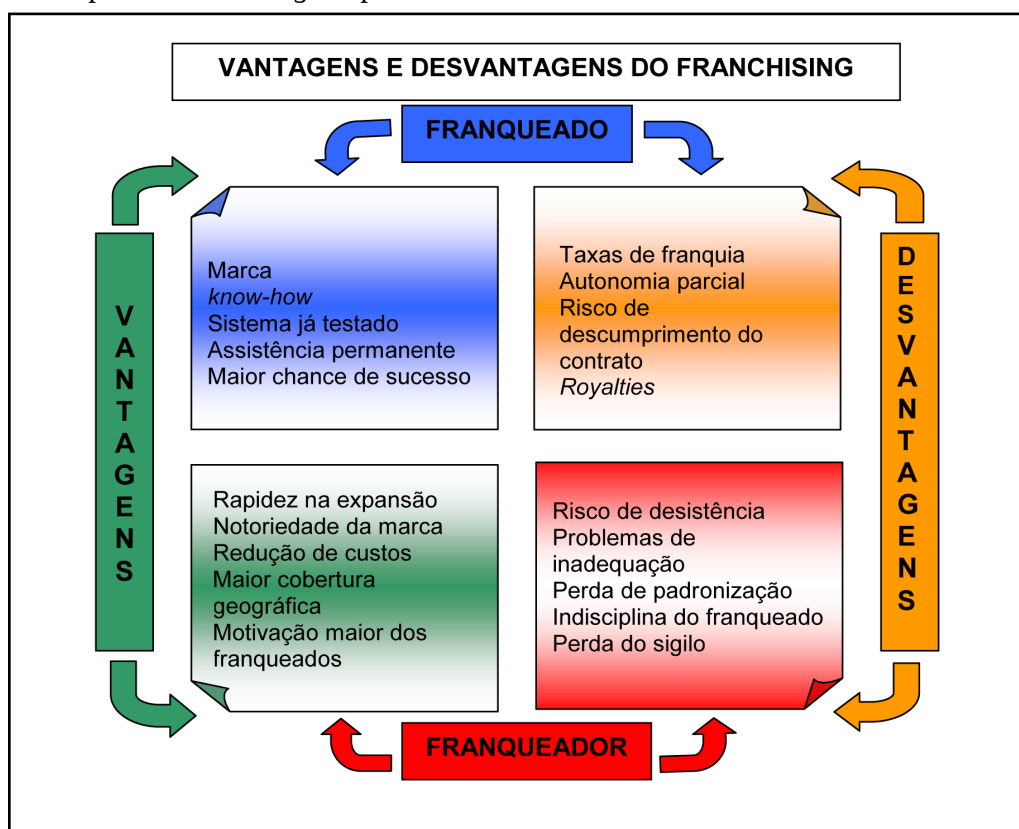 VANTAGENS E DESVANTAGENS DO FRANCHISING
FRANQUEADO
VANTAGENS
Marca
know-how
Sistema já testado
Assistência permanente
Maior chance de sucesso
Taxas de franquia
Autonomia parcial
Risco de
descumprimento do
contrato
Royalties
DESVANTAGENS
Rapidez na expansão
Notoriedade da marca
Redução de custos
Maior cobertura
geográfica
Motivação maior dos
franqueados
Risco de desistência
Problemas de
inadequação
Perda de padronização
Indisciplina do franqueado
Perda do sigilo
FRANQUEADOR